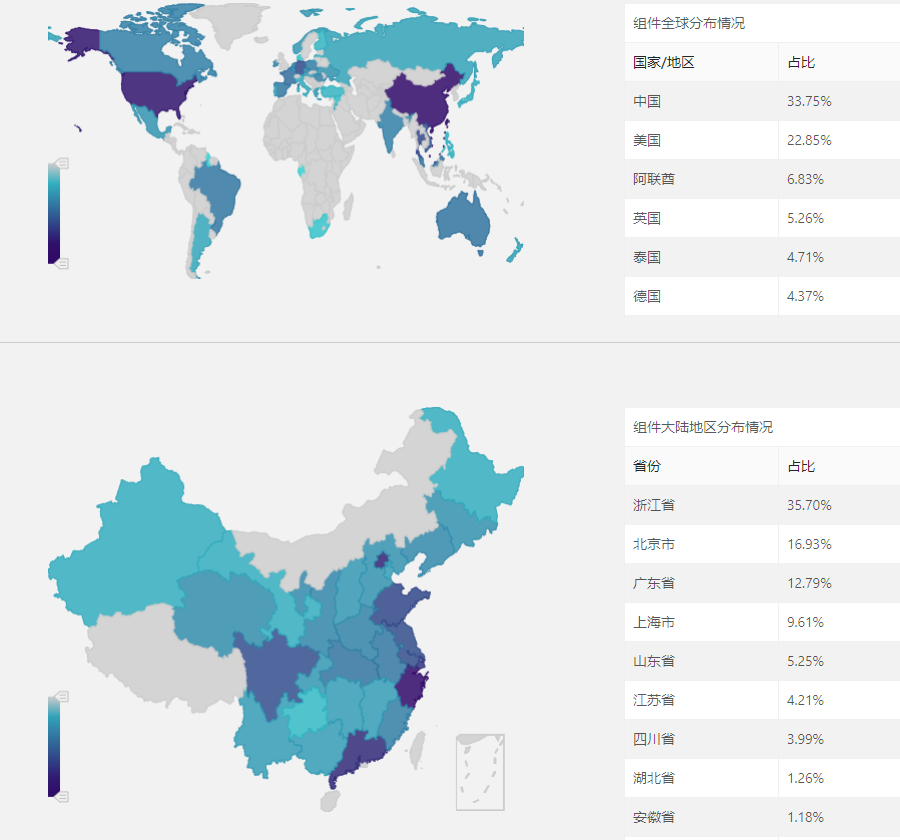 组件全球分布情况
国家/地区 占比
中国 33.75%
美国 22.85%
阿联酋 6.83%
英国 5.26%
泰国 4.71%
德国 4.37%
组件大陆地区分布情况
省份 占比
浙江省 35.70%
北京市 16.93%
广东省 12.79%
上海市 9.61%
山东省 5.25%
江苏省 4.21%
四川省 3.99%
湖北省 1.26%
安徽省 1.18%